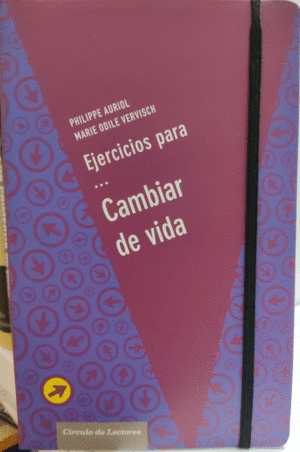 PHILIPPE AURIOL
MARIE ODILE VERVISCH
Ejercicios para
...
Cambiar
de vida
Círculo de Lectores